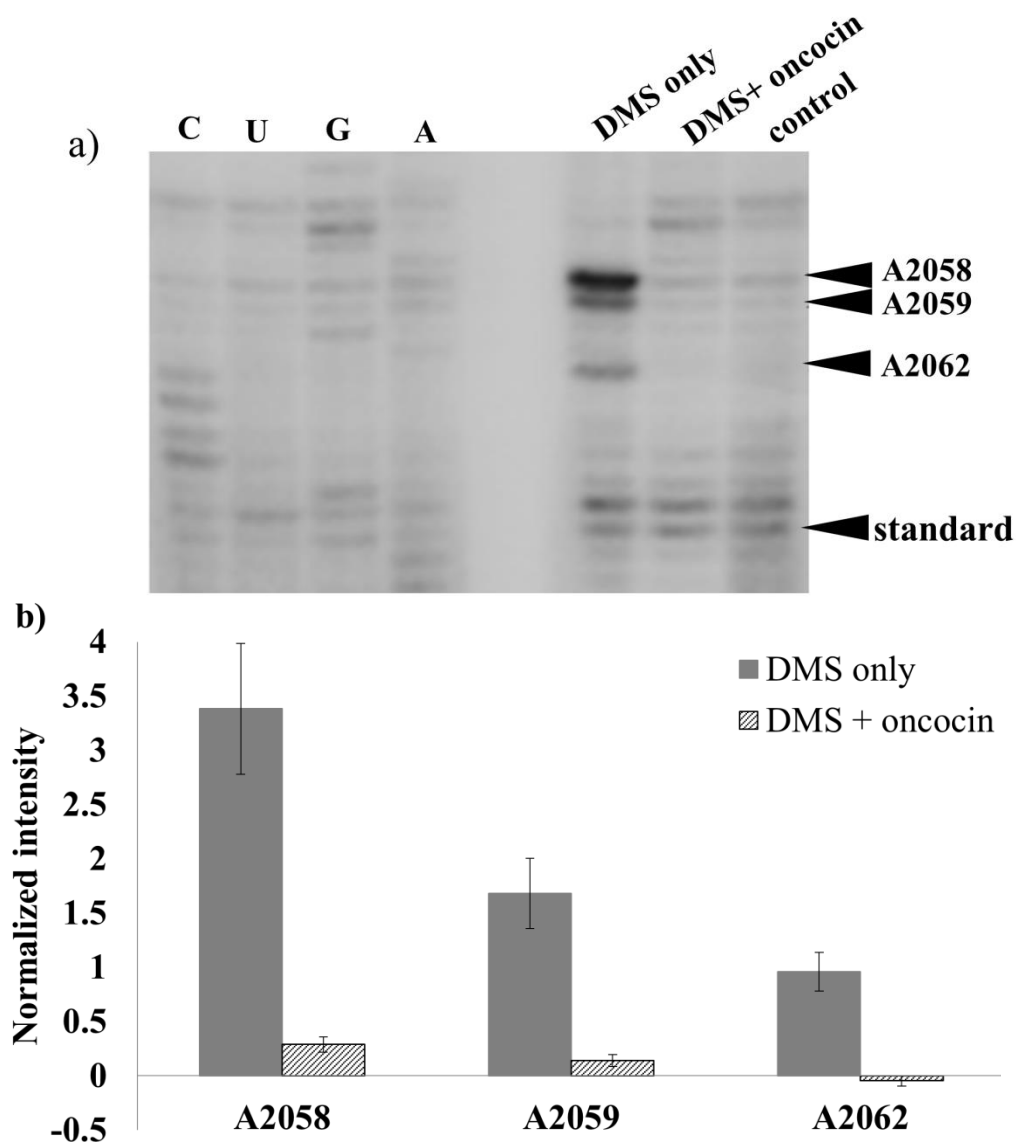 a)
C U G A DMS only DMS+ oncocin control
A2058
A2059
A2062
standard
b)
Normalized intensity
4
3.5
3
2.5
2
1.5
1
0.5
0
-0.5
DMS only
DMS + oncocin
A2058 A2059 A2062